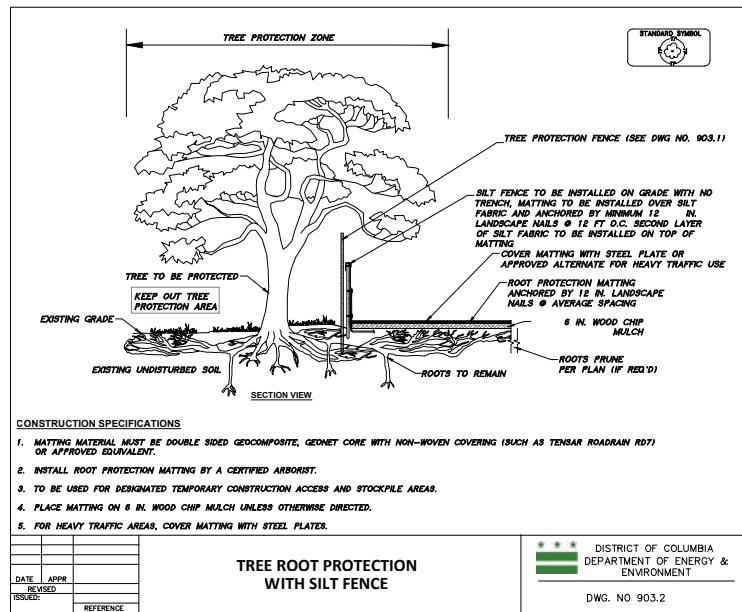 TREE PROTECTION ZONE
STANDARD SYMBOL
TREE PROTECTION FENCE (SEE DWG NO. 903.1)
SILT FENCE TO BE INSTALLED ON GRADE WITH NO
TRENCH, MATTING TO BE INSTALLED OVER SILT
FABRIC AND ANCHORED BY MINIMUM 12 IN.
LANDSCAPE NAILS @ 12 FT O.C. SECOND LAYER
OF SILT FABRIC TO BE INSTALLED ON TOP OF
MATTING
COVER MATTING WITH STEEL PLATE OR
APPROVED ALTERNATE FOR HEAVY TRAFFIC USE
ROOT PROTECTION MATTING
ANCHORED BY 12 IN. LANDSCAPE
NAILS @ AVERAGE SPACING
6 IN. WOOD CHIP
MULCH
ROOTS PRUNE
PER PLAN (IF REQ'D)
TREE TO BE PROTECTED
KEEP OUT TREE
PROTECTION AREA
EXISTING GRADE
EXISTING UNDISTURBED SOIL
ROOTS TO REMAIN
SECTION VIEW
CONSTRUCTION SPECIFICATIONS
1. MATTING MATERIAL MUST BE DOUBLE SIDED GEOCOMPOSITE, GEONET CORE WITH NON-WOVEN COVERING (SUCH AS TENSAR ROADRAIN RD7)
OR APPROVED EQUIVALENT.
2. INSTALL ROOT PROTECTION MATTING BY A CERTIFIED ARBORIST.
3. TO BE USED FOR DESIGNATED TEMPORARY CONSTRUCTION ACCESS AND STOCKPILE AREAS.
4. PLACE MATTING ON 6 IN. WOOD CHIP MULCH UNLESS OTHERWISE DIRECTED.
5. FOR HEAVY TRAFFIC AREAS, COVER MATTING WITH STEEL PLATES.
DATE APPR
REVISED
ISSUED:
REFERENCE
TREE ROOT PROTECTION
WITH SILT FENCE
DISTRICT OF COLUMBIA
DEPARTMENT OF ENERGY &
ENVIRONMENT
DWG. NO 903.2